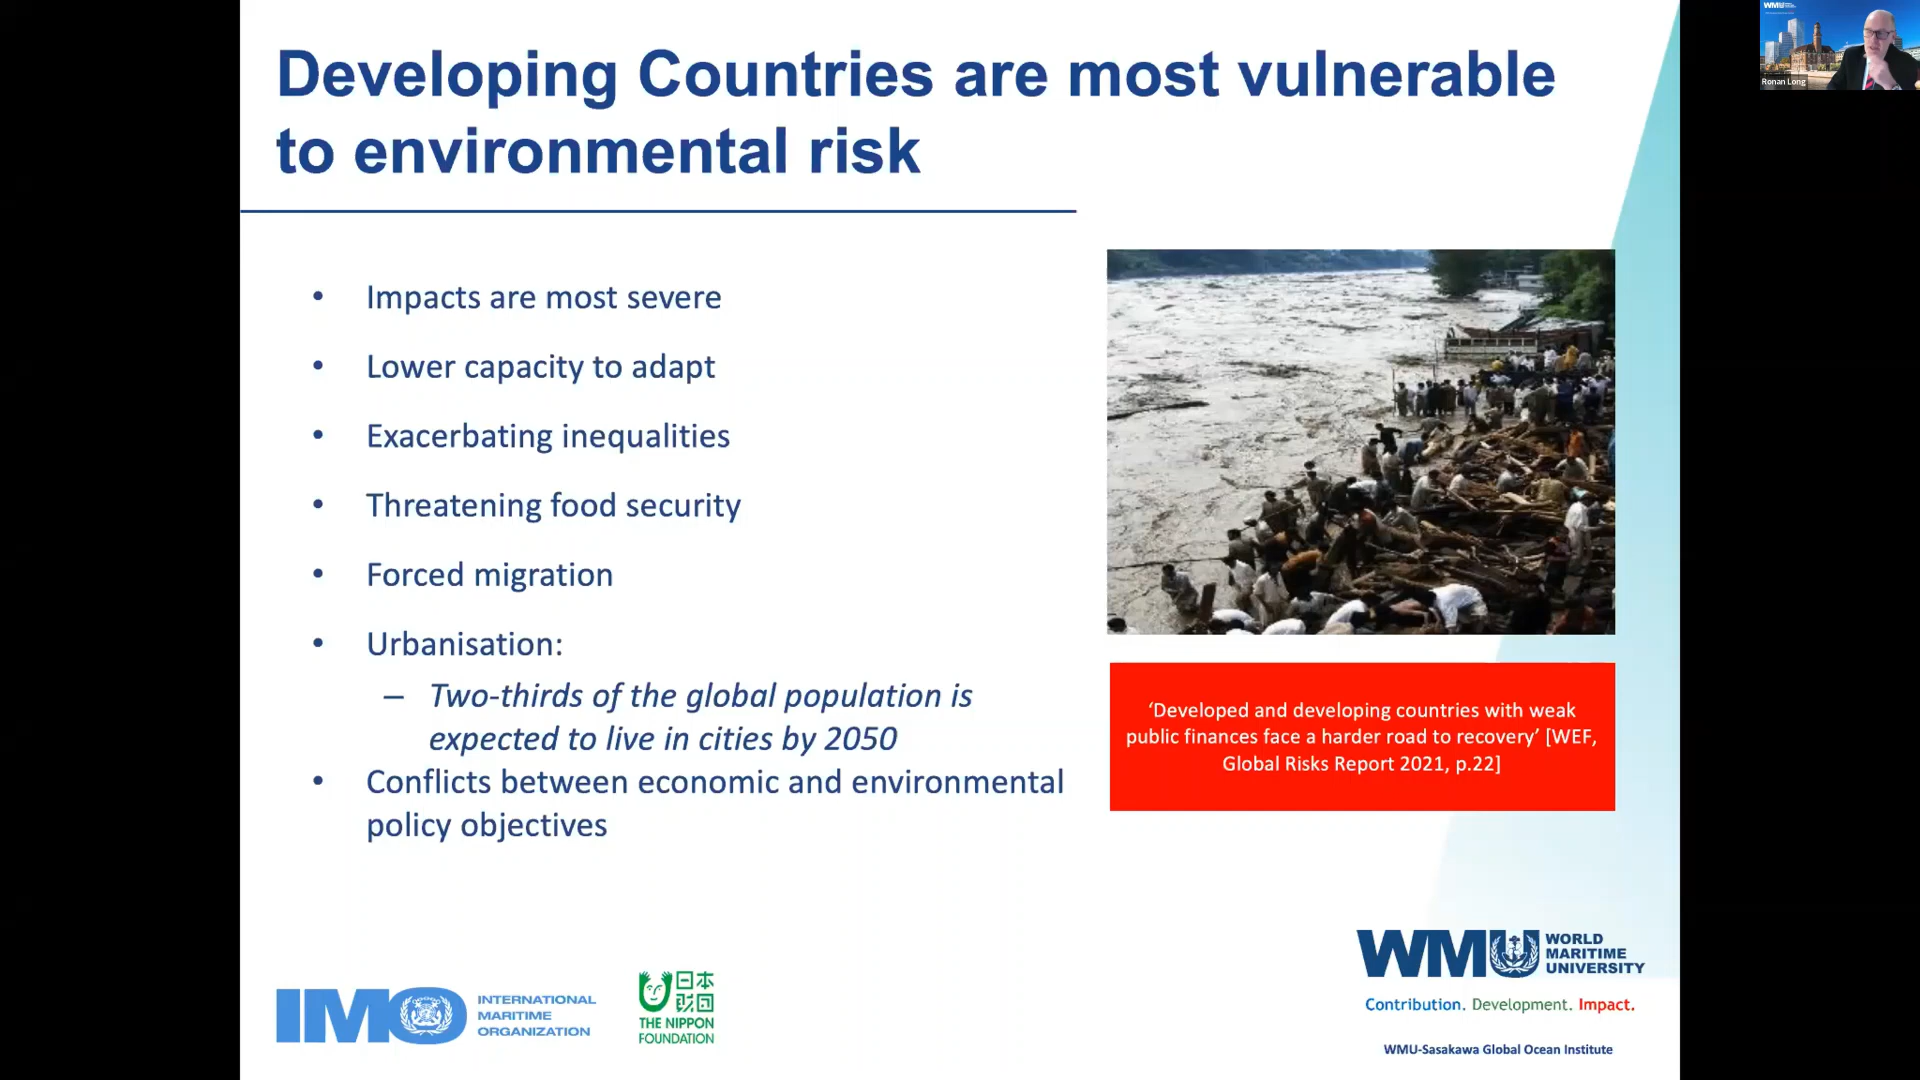 Developing Countries are most vulnerable
to environmental risk
• Impacts are most severe
• Lower capacity to adapt
• Exacerbating inequalities
• Threatening food security
• Forced migration
• Urbanisation:
– Two-thirds of the global population is
expected to live in cities by 2050
• Conflicts between economic and environmental
policy objectives
‘Developed and developing countries with weak
public finances face a harder road to recovery’ [WEF,
Global Risks Report 2021, p.22]
IMO
INTERNATIONAL
MARITIME
ORGANIZATION
日本
財団
THE NIPPON
FOUNDATION
WMU
WORLD
MARITIME
UNIVERSITY
Contribution. Development. Impact.
WMU-Sasakawa Global Ocean Institute
WMU
Ronan Long